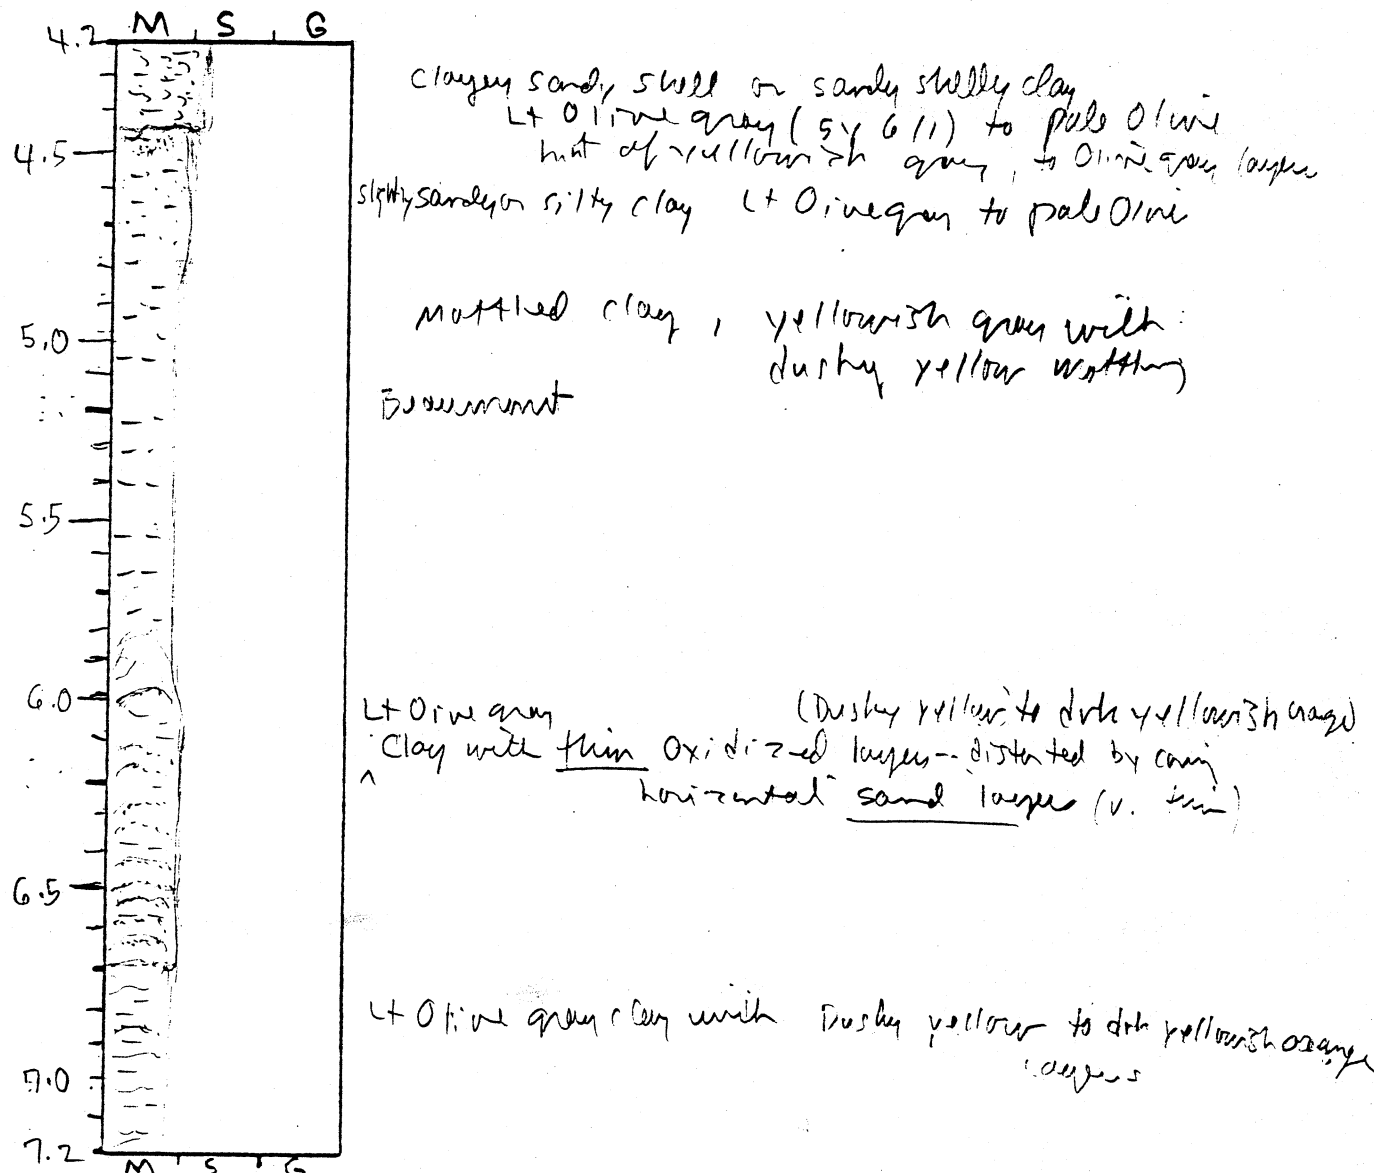 M S G
4.2
Clayey sandy shell or sandy shelly clay
Lt Olive gray (5Y 6/1) to pale Olive
hint of yellowish gray, to Olive gray layers
4.5
slightly sandy or silty clay Lt Olive gray to pale Olive
Mottled clay, yellowish gray with
5.0
dusky yellow mottling
Beaumont
5.5
6.0
Lt Olive gray (Dusky yellow to drk yellowish orange)
^ Clay with thin oxidized layers -- distorted by coring
horizontal sand layers (v. thin)
6.5
Lt Olive gray clay with Dusky yellow to drk yellowish orange
layers
7.0
7.2
M S G